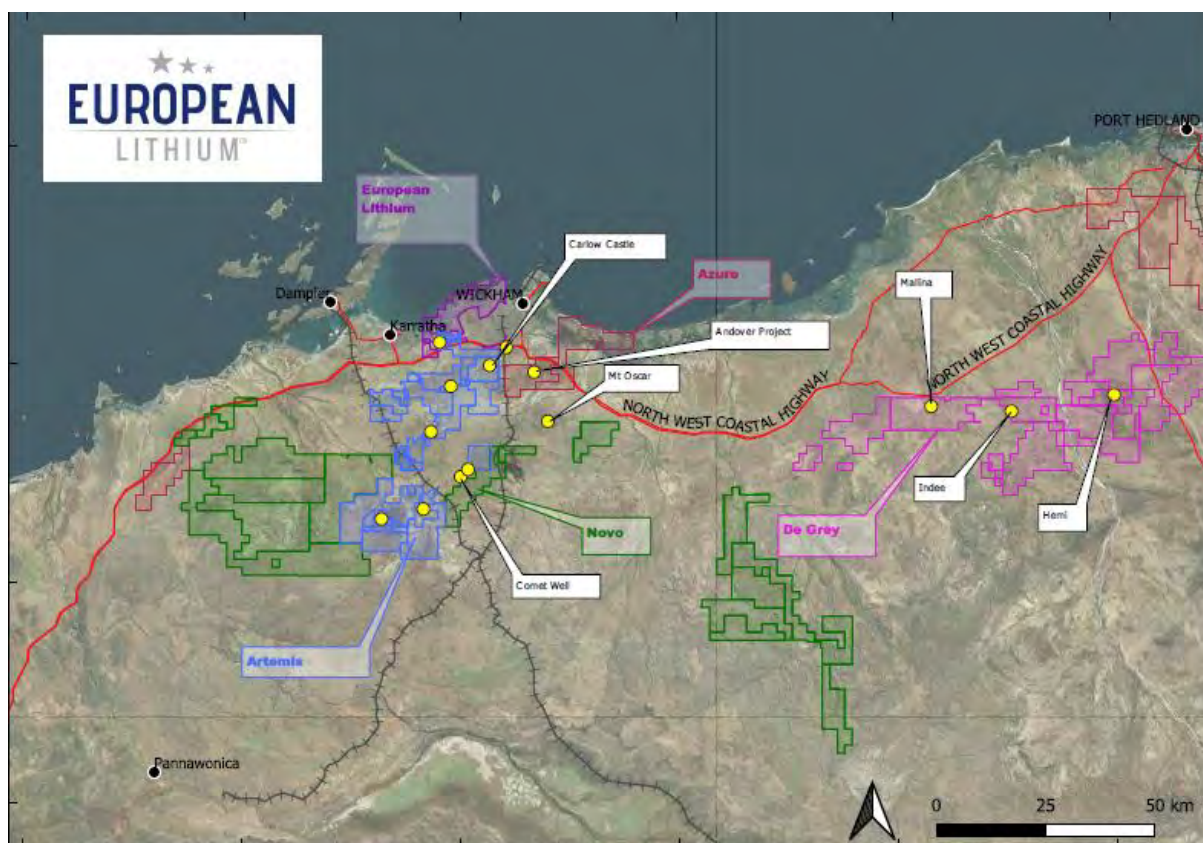 EUROPEAN
LITHIUM™
PORT HEDLAND
European
Lithium
Carlow Castle
Azure
Mallina
Dampier
WICKHAM
Karratha
Andover Project
Mt Oscar
NORTH WEST COASTAL HIGHWAY
NORTH WEST COASTAL HIGHWAY
Indee
Hemi
De Grey
Novo
Comet Well
Artemis
Pannawonica
0 25 50 km